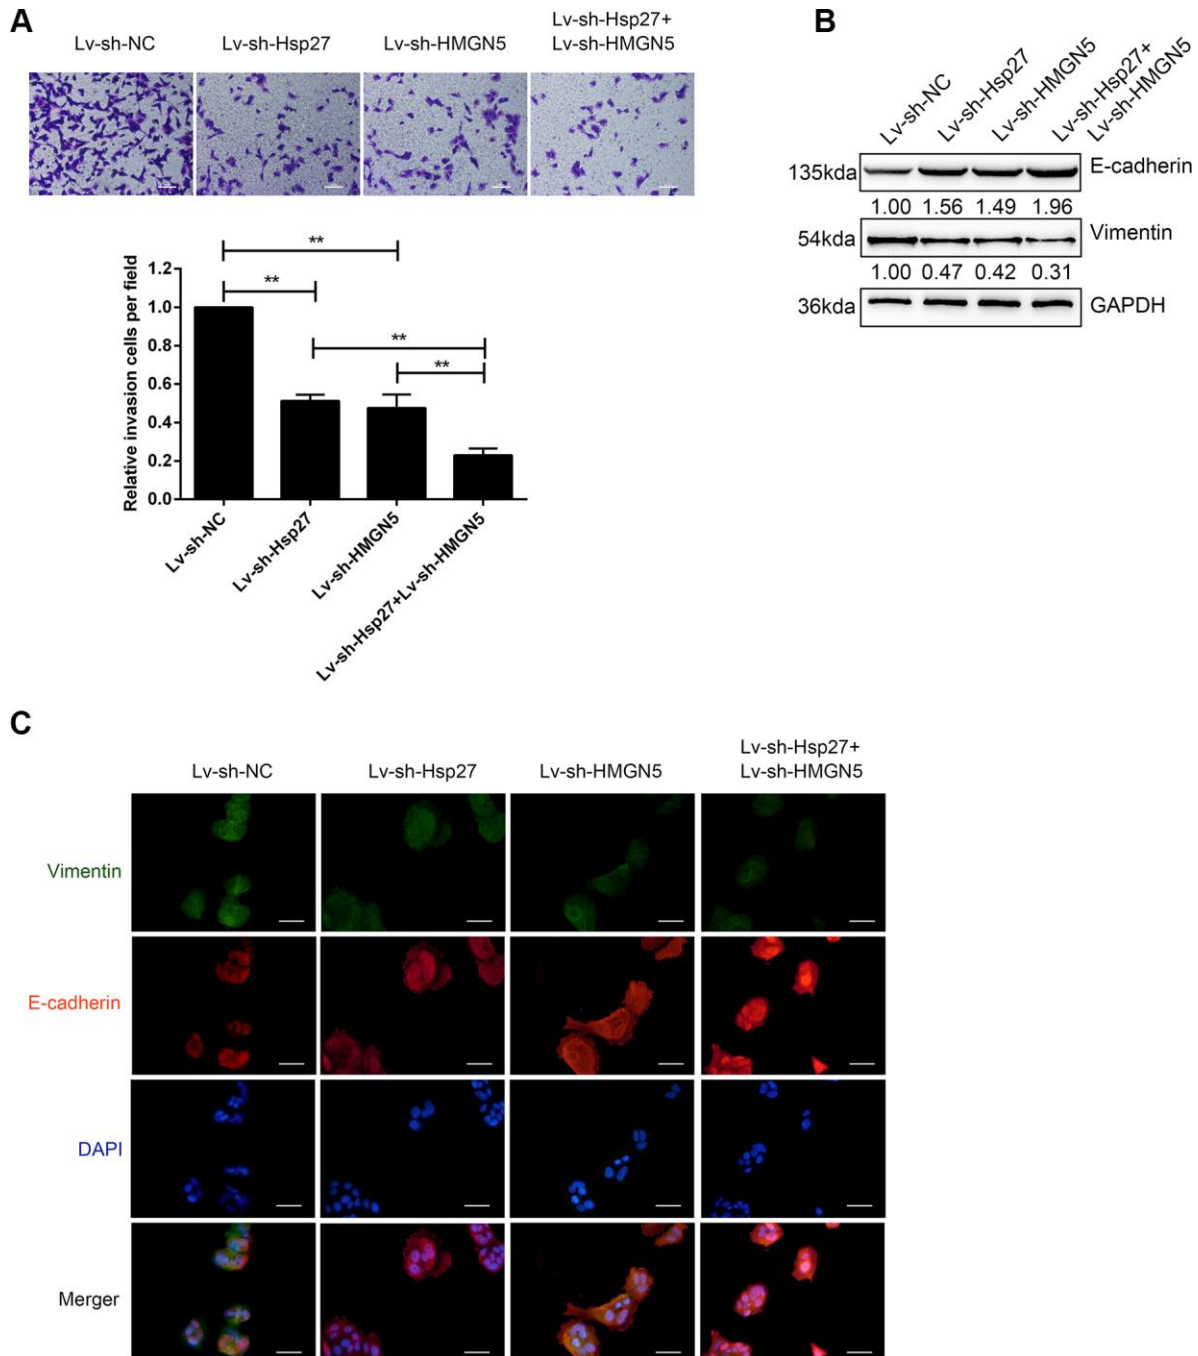 A
Lv-sh-NC
Lv-sh-Hsp27
Lv-sh-HMGN5
Lv-sh-Hsp27+
Lv-sh-HMGN5
**
**
**
**
Relative invasion cells per field
1.2
1.0
0.8
0.6
0.4
0.2
0.0
Lv-sh-NC
Lv-sh-Hsp27
Lv-sh-HMGN5
Lv-sh-Hsp27+Lv-sh-HMGN5
B
Lv-sh-NC
Lv-sh-Hsp27
Lv-sh-HMGN5
Lv-sh-Hsp27+
Lv-sh-HMGN5
135kda E-cadherin
1.00 1.56 1.49 1.96
54kda Vimentin
1.00 0.47 0.42 0.31
36kda GAPDH
C
Lv-sh-NC
Lv-sh-Hsp27
Lv-sh-HMGN5
Lv-sh-Hsp27+
Lv-sh-HMGN5
Vimentin
E-cadherin
DAPI
Merger